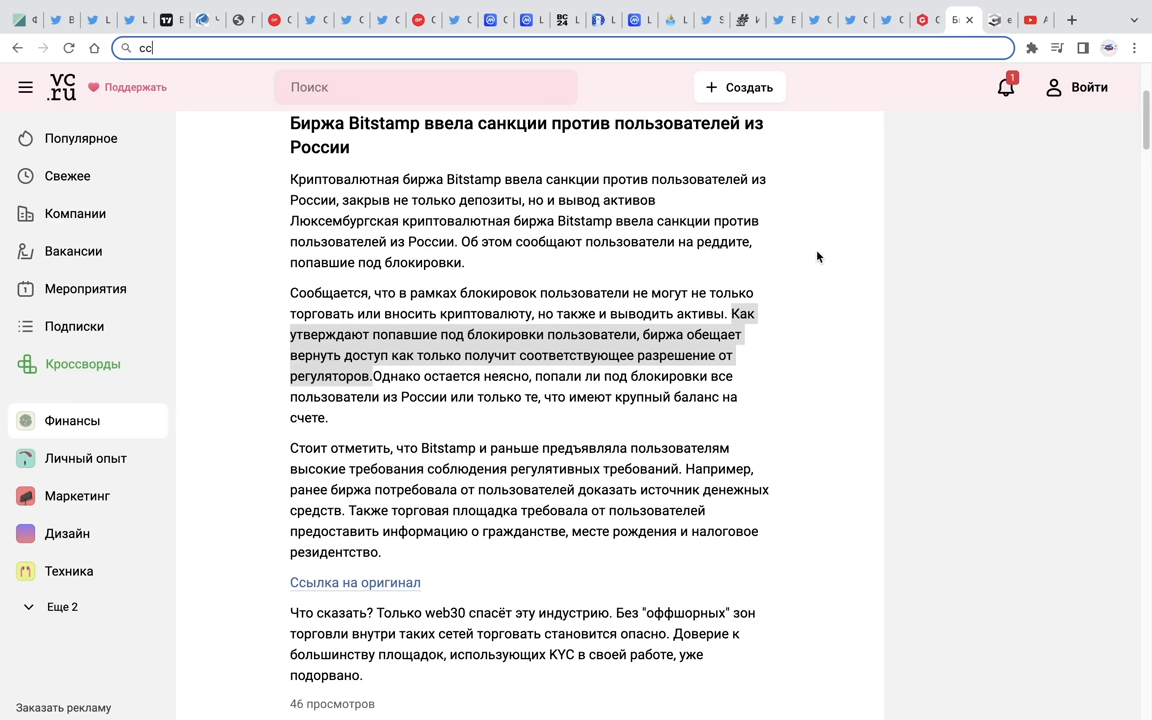 cc
vc
.ru
Поддержать
Поиск
Создать
1
Войти
Популярное
Свежее
Компании
Вакансии
Мероприятия
Подписки
Кроссворды
Финансы
Личный опыт
Маркетинг
Дизайн
Техника
Еще 2
Заказать рекламу
Биржа Bitstamp ввела санкции против пользователей из
России
Криптовалютная биржа Bitstamp ввела санкции против пользователей из
России, закрыв не только депозиты, но и вывод активов
Люксембургская криптовалютная биржа Bitstamp ввела санкции против
пользователей из России. Об этом сообщают пользователи на реддите,
попавшие под блокировки.
Сообщается, что в рамках блокировок пользователи не могут не только
торговать или вносить криптовалюту, но также и выводить активы. Как
утверждают попавшие под блокировки пользователи, биржа обещает
вернуть доступ как только получит соответствующее разрешение от
регуляторов.Однако остается неясно, попали ли под блокировки все
пользователи из России или только те, что имеют крупный баланс на
счете.
Стоит отметить, что Bitstamp и раньше предъявляла пользователям
высокие требования соблюдения регулятивных требований. Например,
ранее биржа потребовала от пользователей доказать источник денежных
средств. Также торговая площадка требовала от пользователей
предоставить информацию о гражданстве, месте рождения и налоговое
резидентство.
Ссылка на оригинал
Что сказать? Только web30 спасёт эту индустрию. Без "оффшорных" зон
торговли внутри таких сетей торговать становится опасно. Доверие к
большинству площадок, использующих KYC в своей работе, уже
подорвано.
46 просмотров